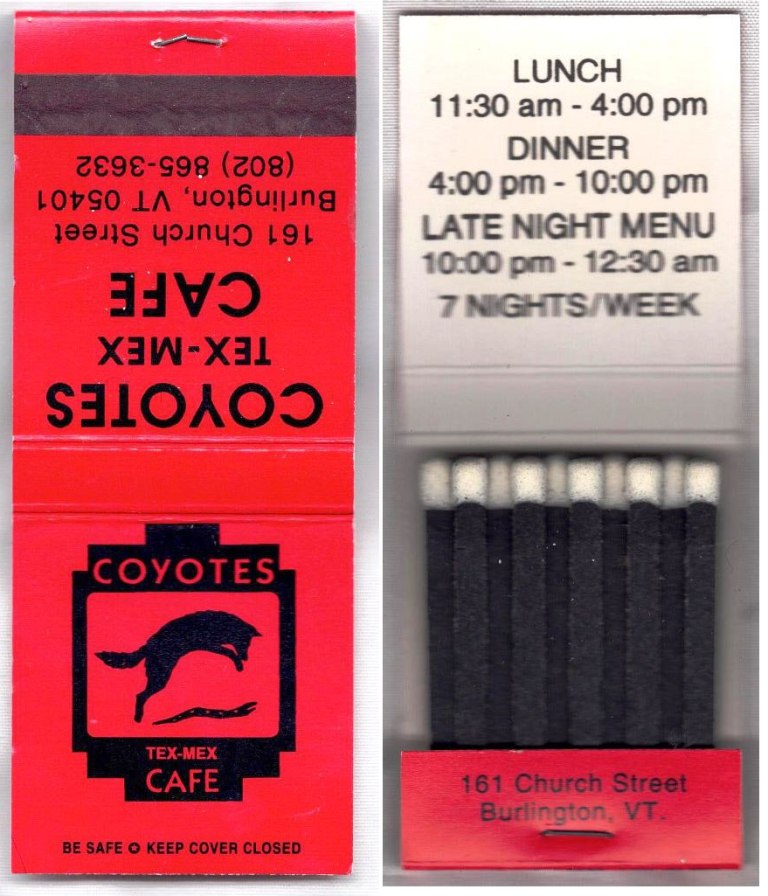 COYOTES
TEX-MEX
CAFE
161 Church Street
Burlington, VT 05401
(802) 865-3632
COYOTES
TEX-MEX
CAFE
BE SAFE ✪ KEEP COVER CLOSED
LUNCH
11:30 am - 4:00 pm
DINNER
4:00 pm - 10:00 pm
LATE NIGHT MENU
10:00 pm - 12:30 am
7 NIGHTS/WEEK
161 Church Street
Burlington, VT.